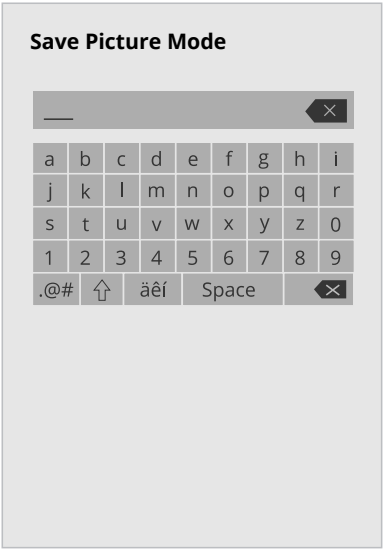 Save Picture Mode
a b c d e f g h i
j k l m n o p q r
s t u v w x y z 0
1 2 3 4 5 6 7 8 9
.@# äêí Space